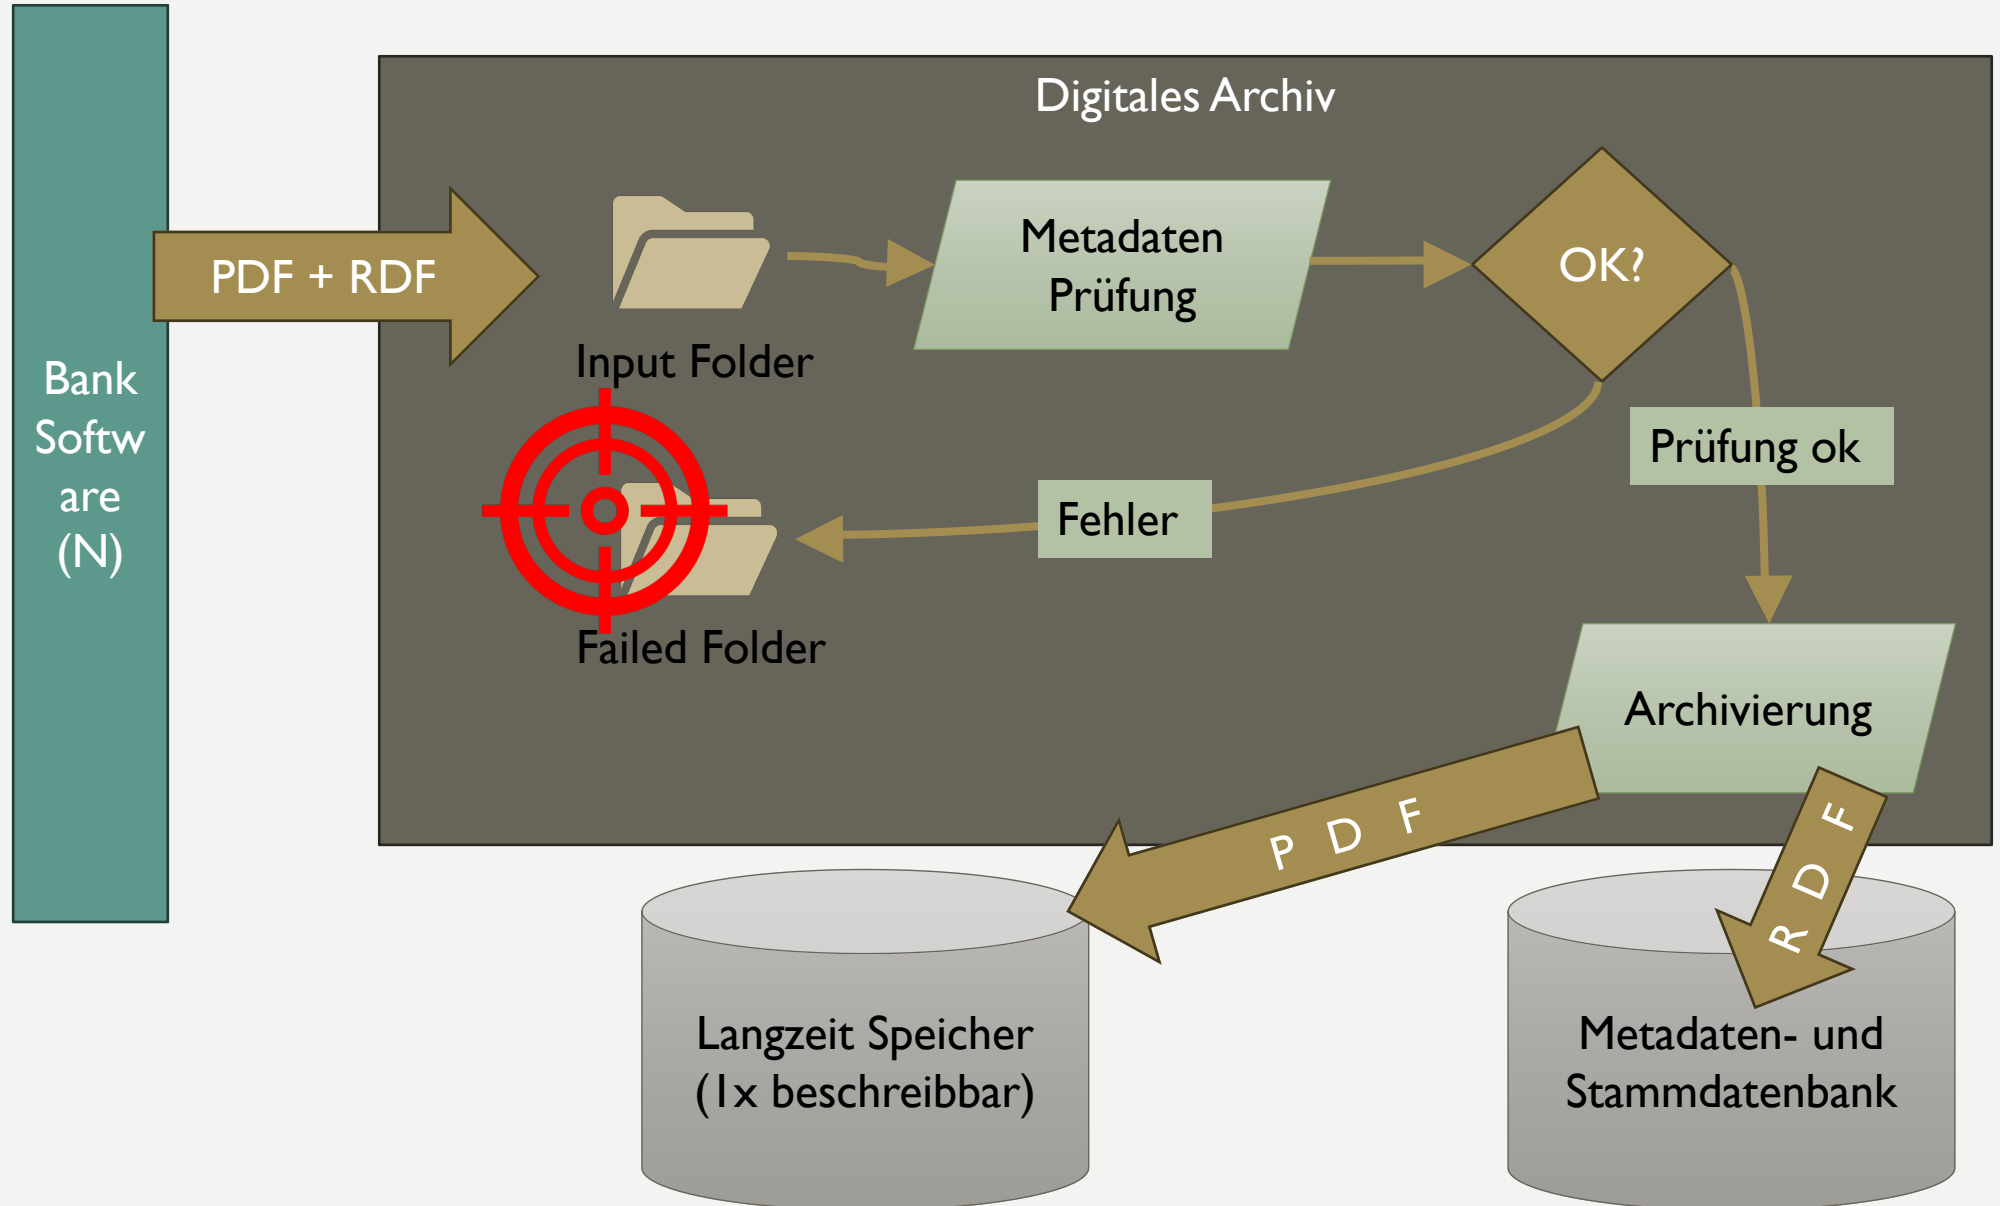 Digitales Archiv
Bank
Softw
are
(N)
PDF + RDF
Input Folder
Metadaten
Prüfung
OK?
Prüfung ok
Fehler
Failed Folder
Archivierung
P D F
R D F
Langzeit Speicher
(1x beschreibbar)
Metadaten- und
Stammdatenbank